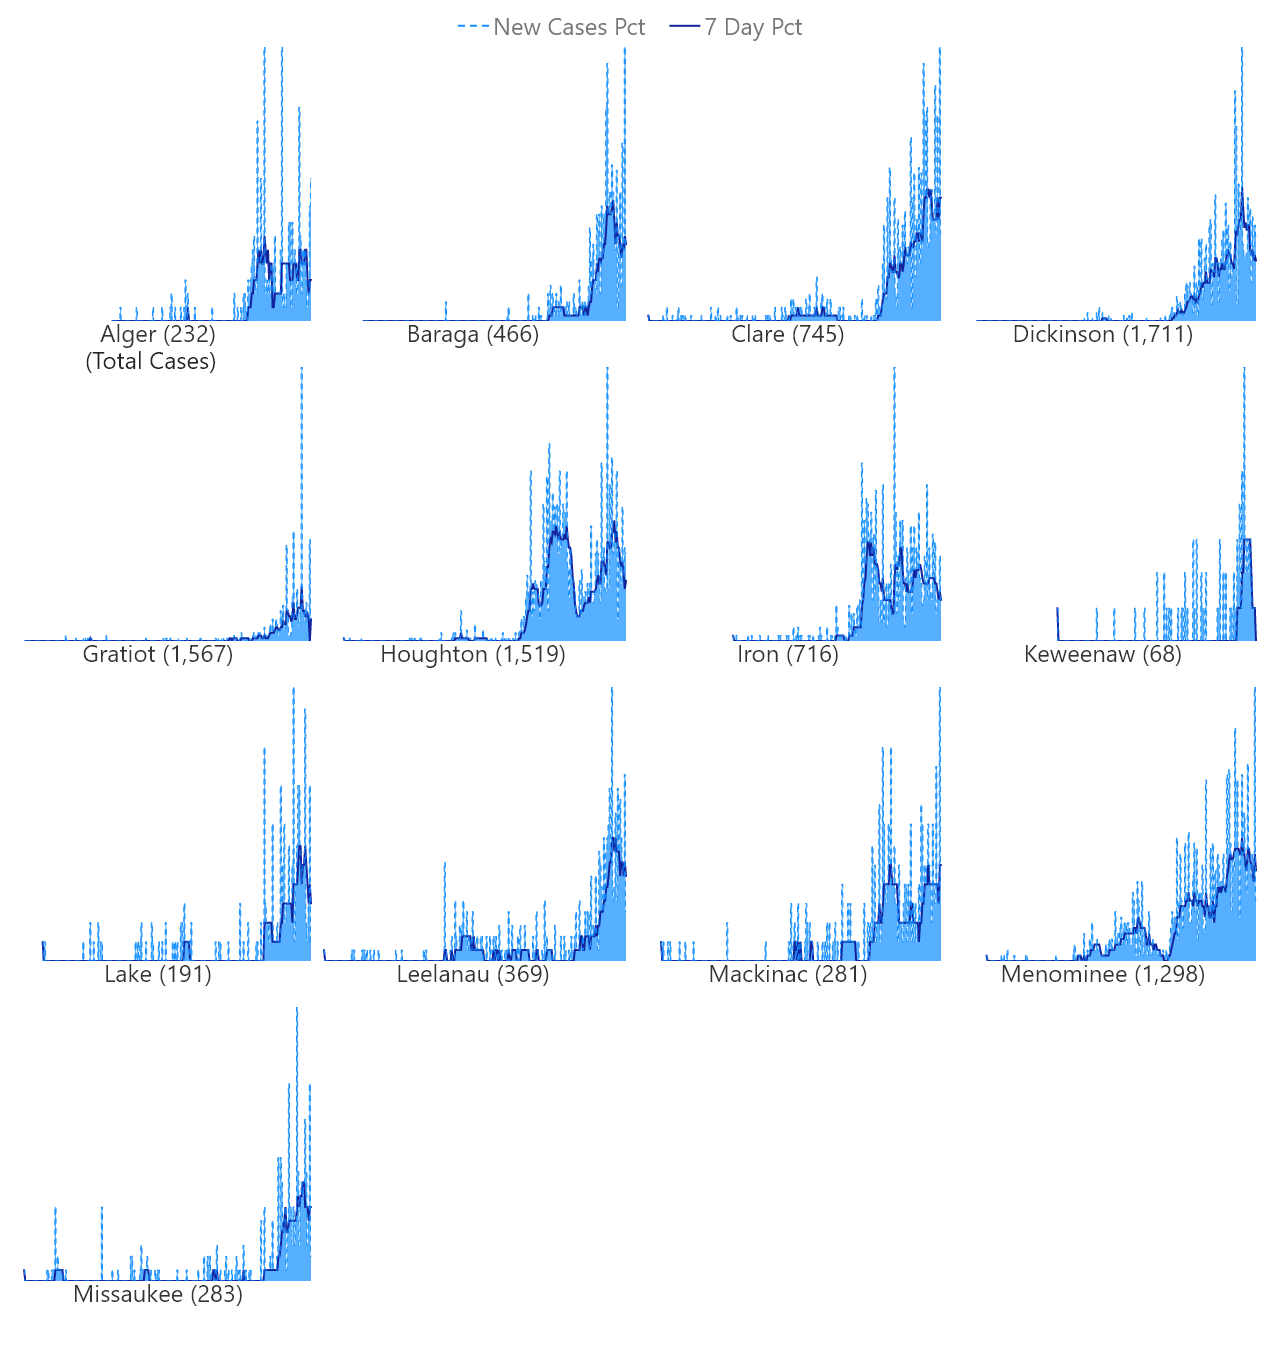 New Cases Pct 7 Day Pct
Alger (232) Baraga (466) Clare (745) Dickinson (1,711)
(Total Cases)
Gratiot (1,567) Houghton (1,519) Iron (716) Keweenaw (68)
Lake (191) Leelanau (369) Mackinac (281) Menominee (1,298)
Missaukee (283)